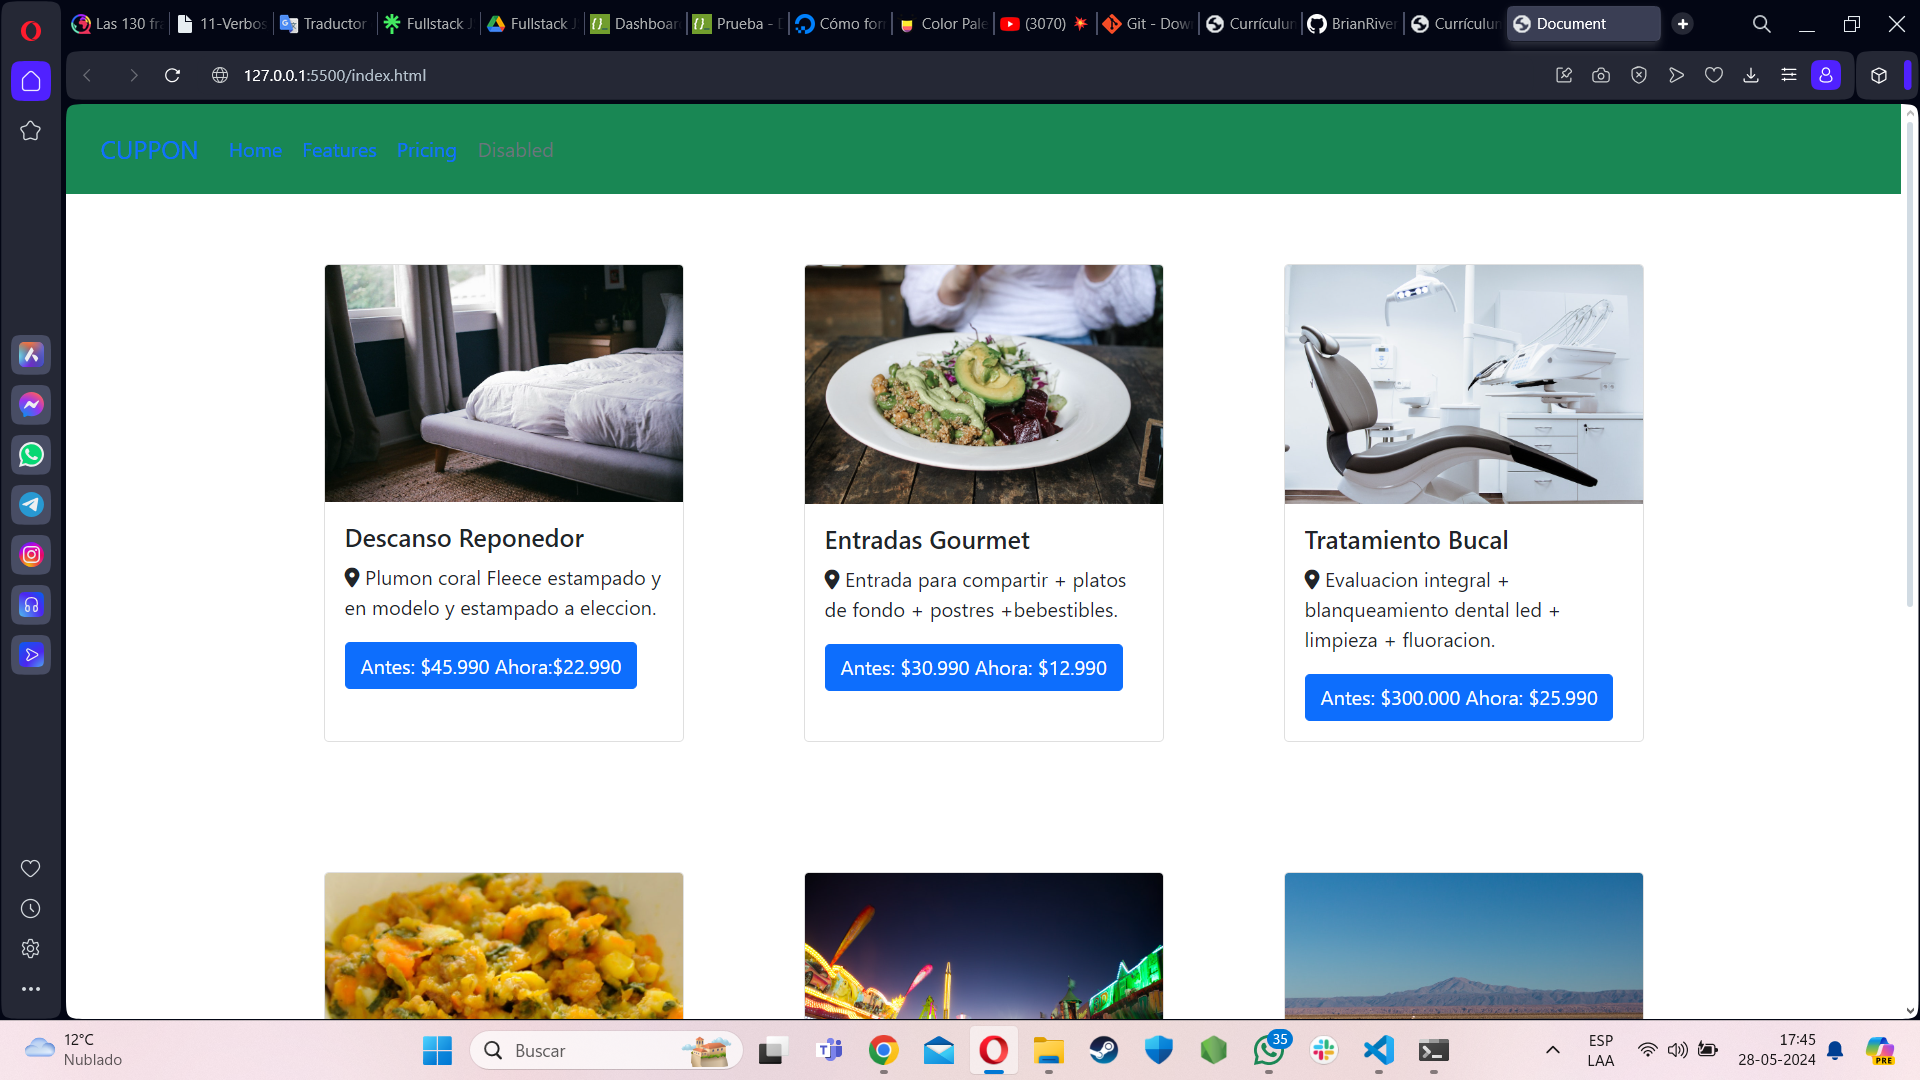 Las 130 fra
11-Verbos
Traductor
Fullstack J
Fullstack J
Dashboar
Prueba - D
Cómo for
Color Pale
(3070)
Git - Dow
Currículum
BrianRiver
Currículum
Document
127.0.0.1:5500/index.html
CUPPON
Home
Features
Pricing
Disabled
Descanso Reponedor
Plumon coral Fleece estampado y
en modelo y estampado a eleccion.
Antes: $45.990 Ahora:$22.990
Entradas Gourmet
Entrada para compartir + platos
de fondo + postres +bebestibles.
Antes: $30.990 Ahora: $12.990
Tratamiento Bucal
Evaluacion integral +
blanqueamiento dental led +
limpieza + fluoracion.
Antes: $300.000 Ahora: $25.990
12°C
Nublado
Buscar
35
ESP
LAA
17:45
28-05-2024
PRE